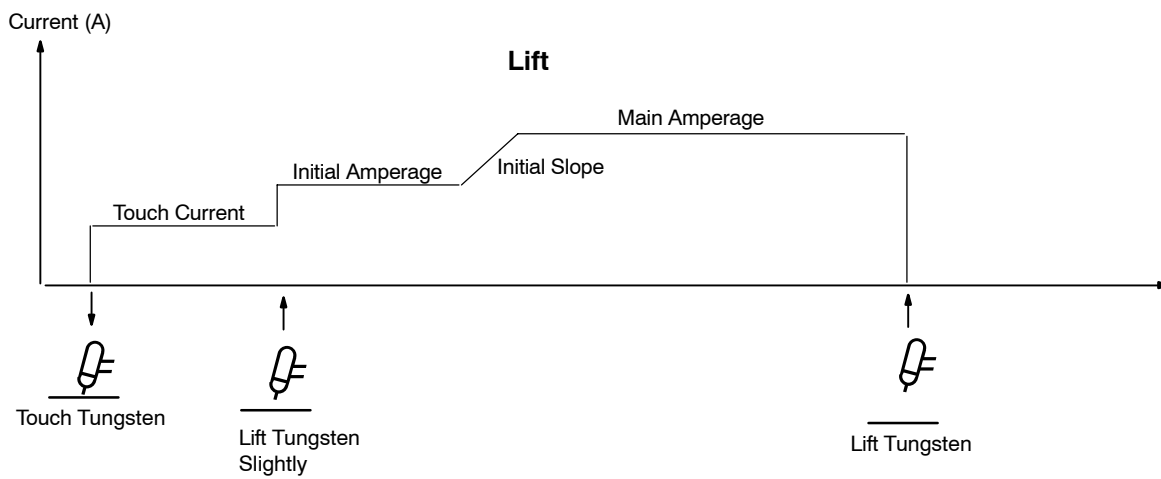 Current (A)
Lift
Main Amperage
Initial Slope
Initial Amperage
Touch Current
Touch Tungsten
Lift Tungsten
Slightly
Lift Tungsten